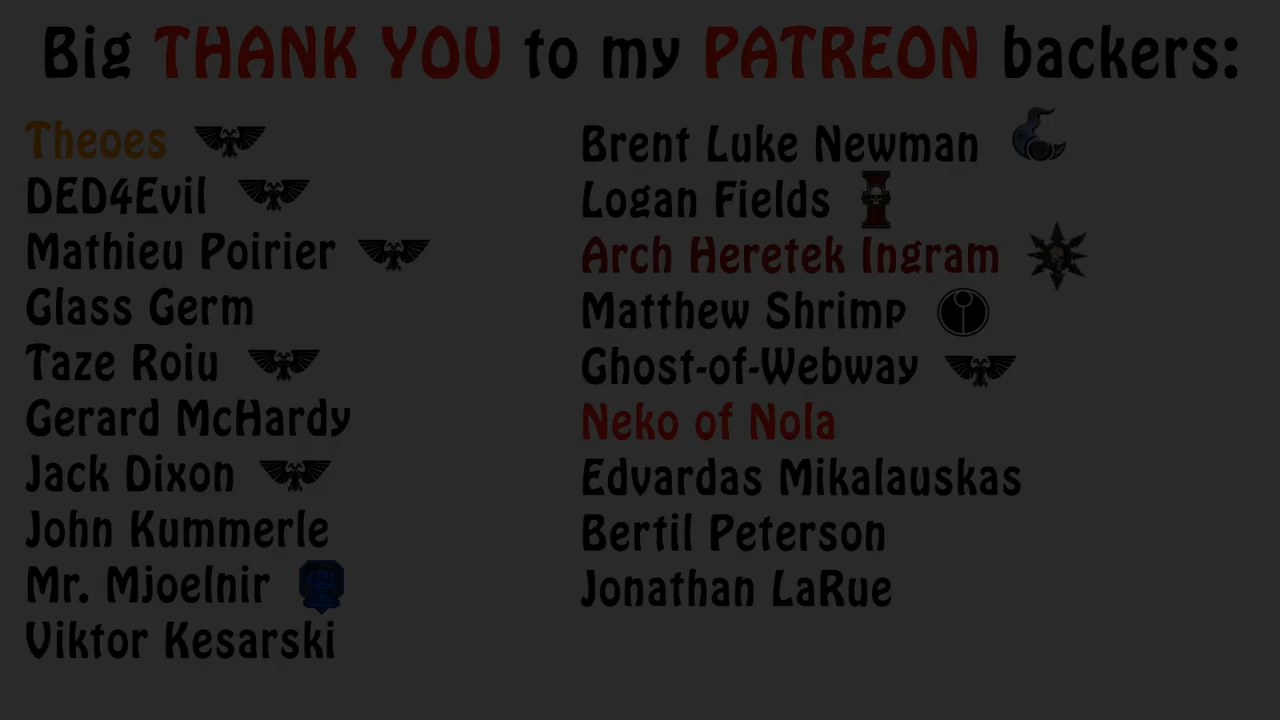 Big THANK YOU to my PATREON backers:
Theoes
DED4Evil
Mathieu Poirier
Glass Germ
Taze Roiu
Gerard McHardy
Jack Dixon
John Kummerle
Mr. Mjoelnir
Viktor Kesarski
Brent Luke Newman
Logan Fields
Arch Heretek Ingram
Matthew Shrimp
Ghost-of-Webway
Neko of Nola
Edvardas Mikalauskas
Bertil Peterson
Jonathan LaRue